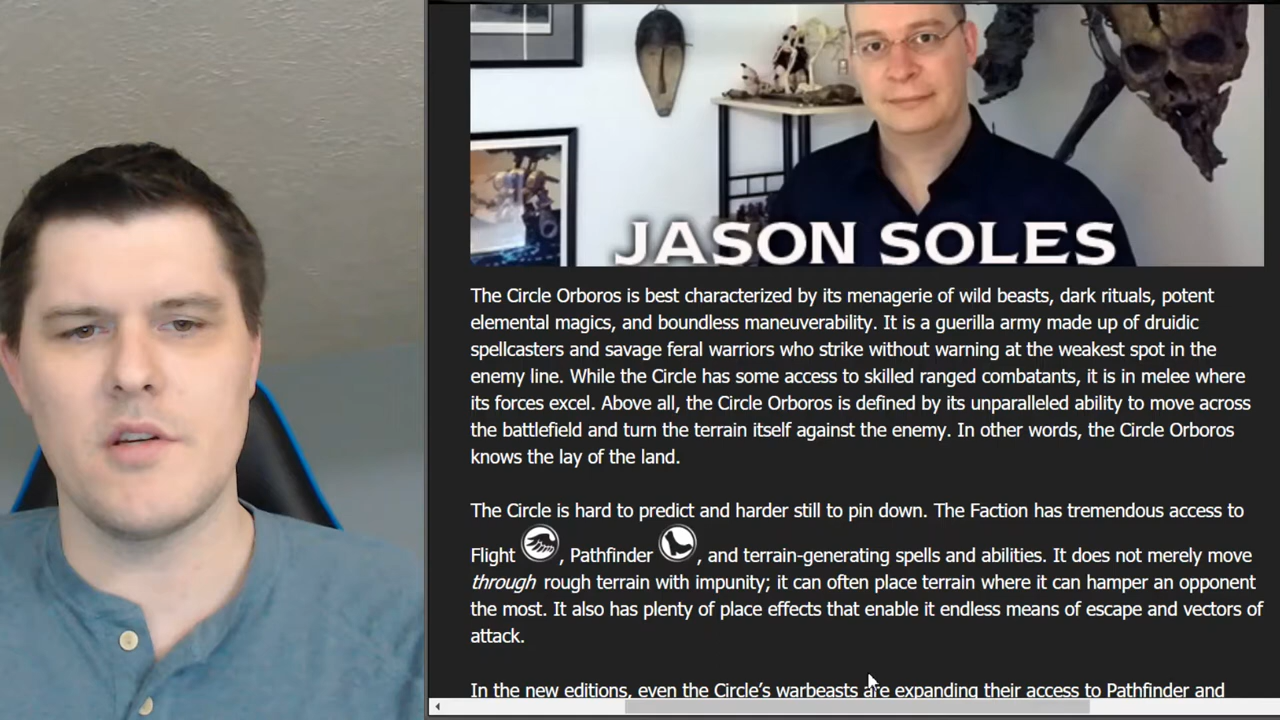 JASON SOLES
The Circle Orboros is best characterized by its menagerie of wild beasts, dark rituals, potent
elemental magics, and boundless maneuverability. It is a guerilla army made up of druidic
spellcasters and savage feral warriors who strike without warning at the weakest spot in the
enemy line. While the Circle has some access to skilled ranged combatants, it is in melee where
its forces excel. Above all, the Circle Orboros is defined by its unparalleled ability to move across
the battlefield and turn the terrain itself against the enemy. In other words, the Circle Orboros
knows the lay of the land.
The Circle is hard to predict and harder still to pin down. The Faction has tremendous access to
Flight , Pathfinder , and terrain-generating spells and abilities. It does not merely move
through rough terrain with impunity; it can often place terrain where it can hamper an opponent
the most. It also has plenty of place effects that enable it endless means of escape and vectors of
attack.
In the new editions, even the Circle's warbeasts are expanding their access to Pathfinder and